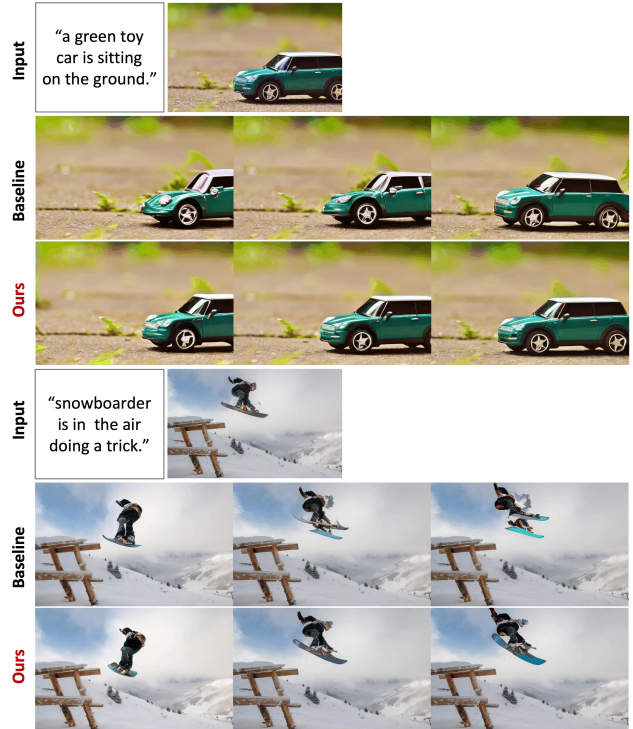 Input
“a green toy
car is sitting
on the ground.”
Baseline
Ours
Input
“snowboarder
is in  the air
doing a trick.”
Baseline
Ours